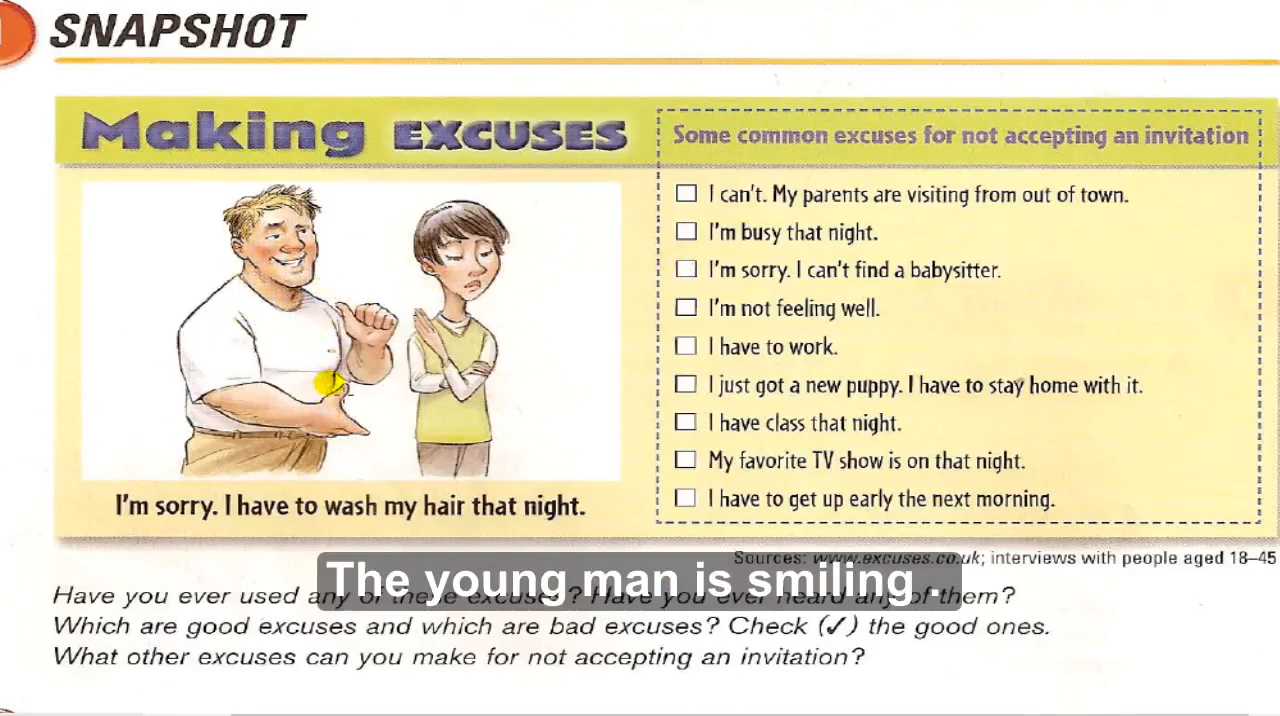 SNAPSHOT
Making EXCUSES
Some common excuses for not accepting an invitation
I can't. My parents are visiting from out of town.
I'm busy that night.
I'm sorry. I can't find a babysitter.
I'm not feeling well.
I have to work.
I just got a new puppy. I have to stay home with it.
I have class that night.
My favorite TV show is on that night.
I have to get up early the next morning.
I'm sorry. I have to wash my hair that night.
Sources: www.excuses.co.uk; interviews with people aged 18–45
The young man is smiling .
Have you ever used any of these excuses? Have you ever heard any of them?
Which are good excuses and which are bad excuses? Check (✓) the good ones.
What other excuses can you make for not accepting an invitation?